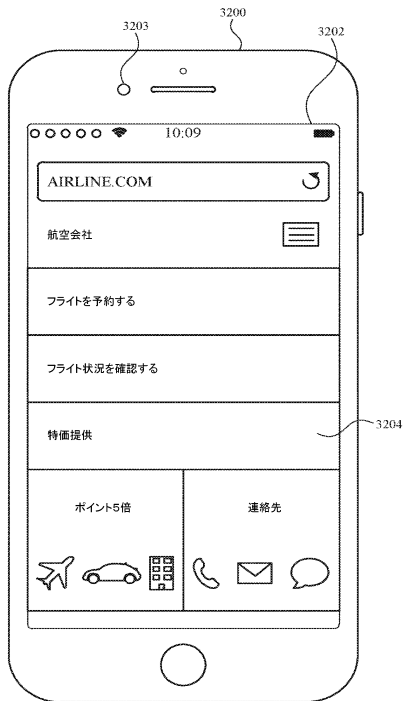 3203
3200
3202
10:09
AIRLINE.COM
航空会社
フライトを予約する
フライト状況を確認する
特価提供
3204
ポイント5倍
連絡先